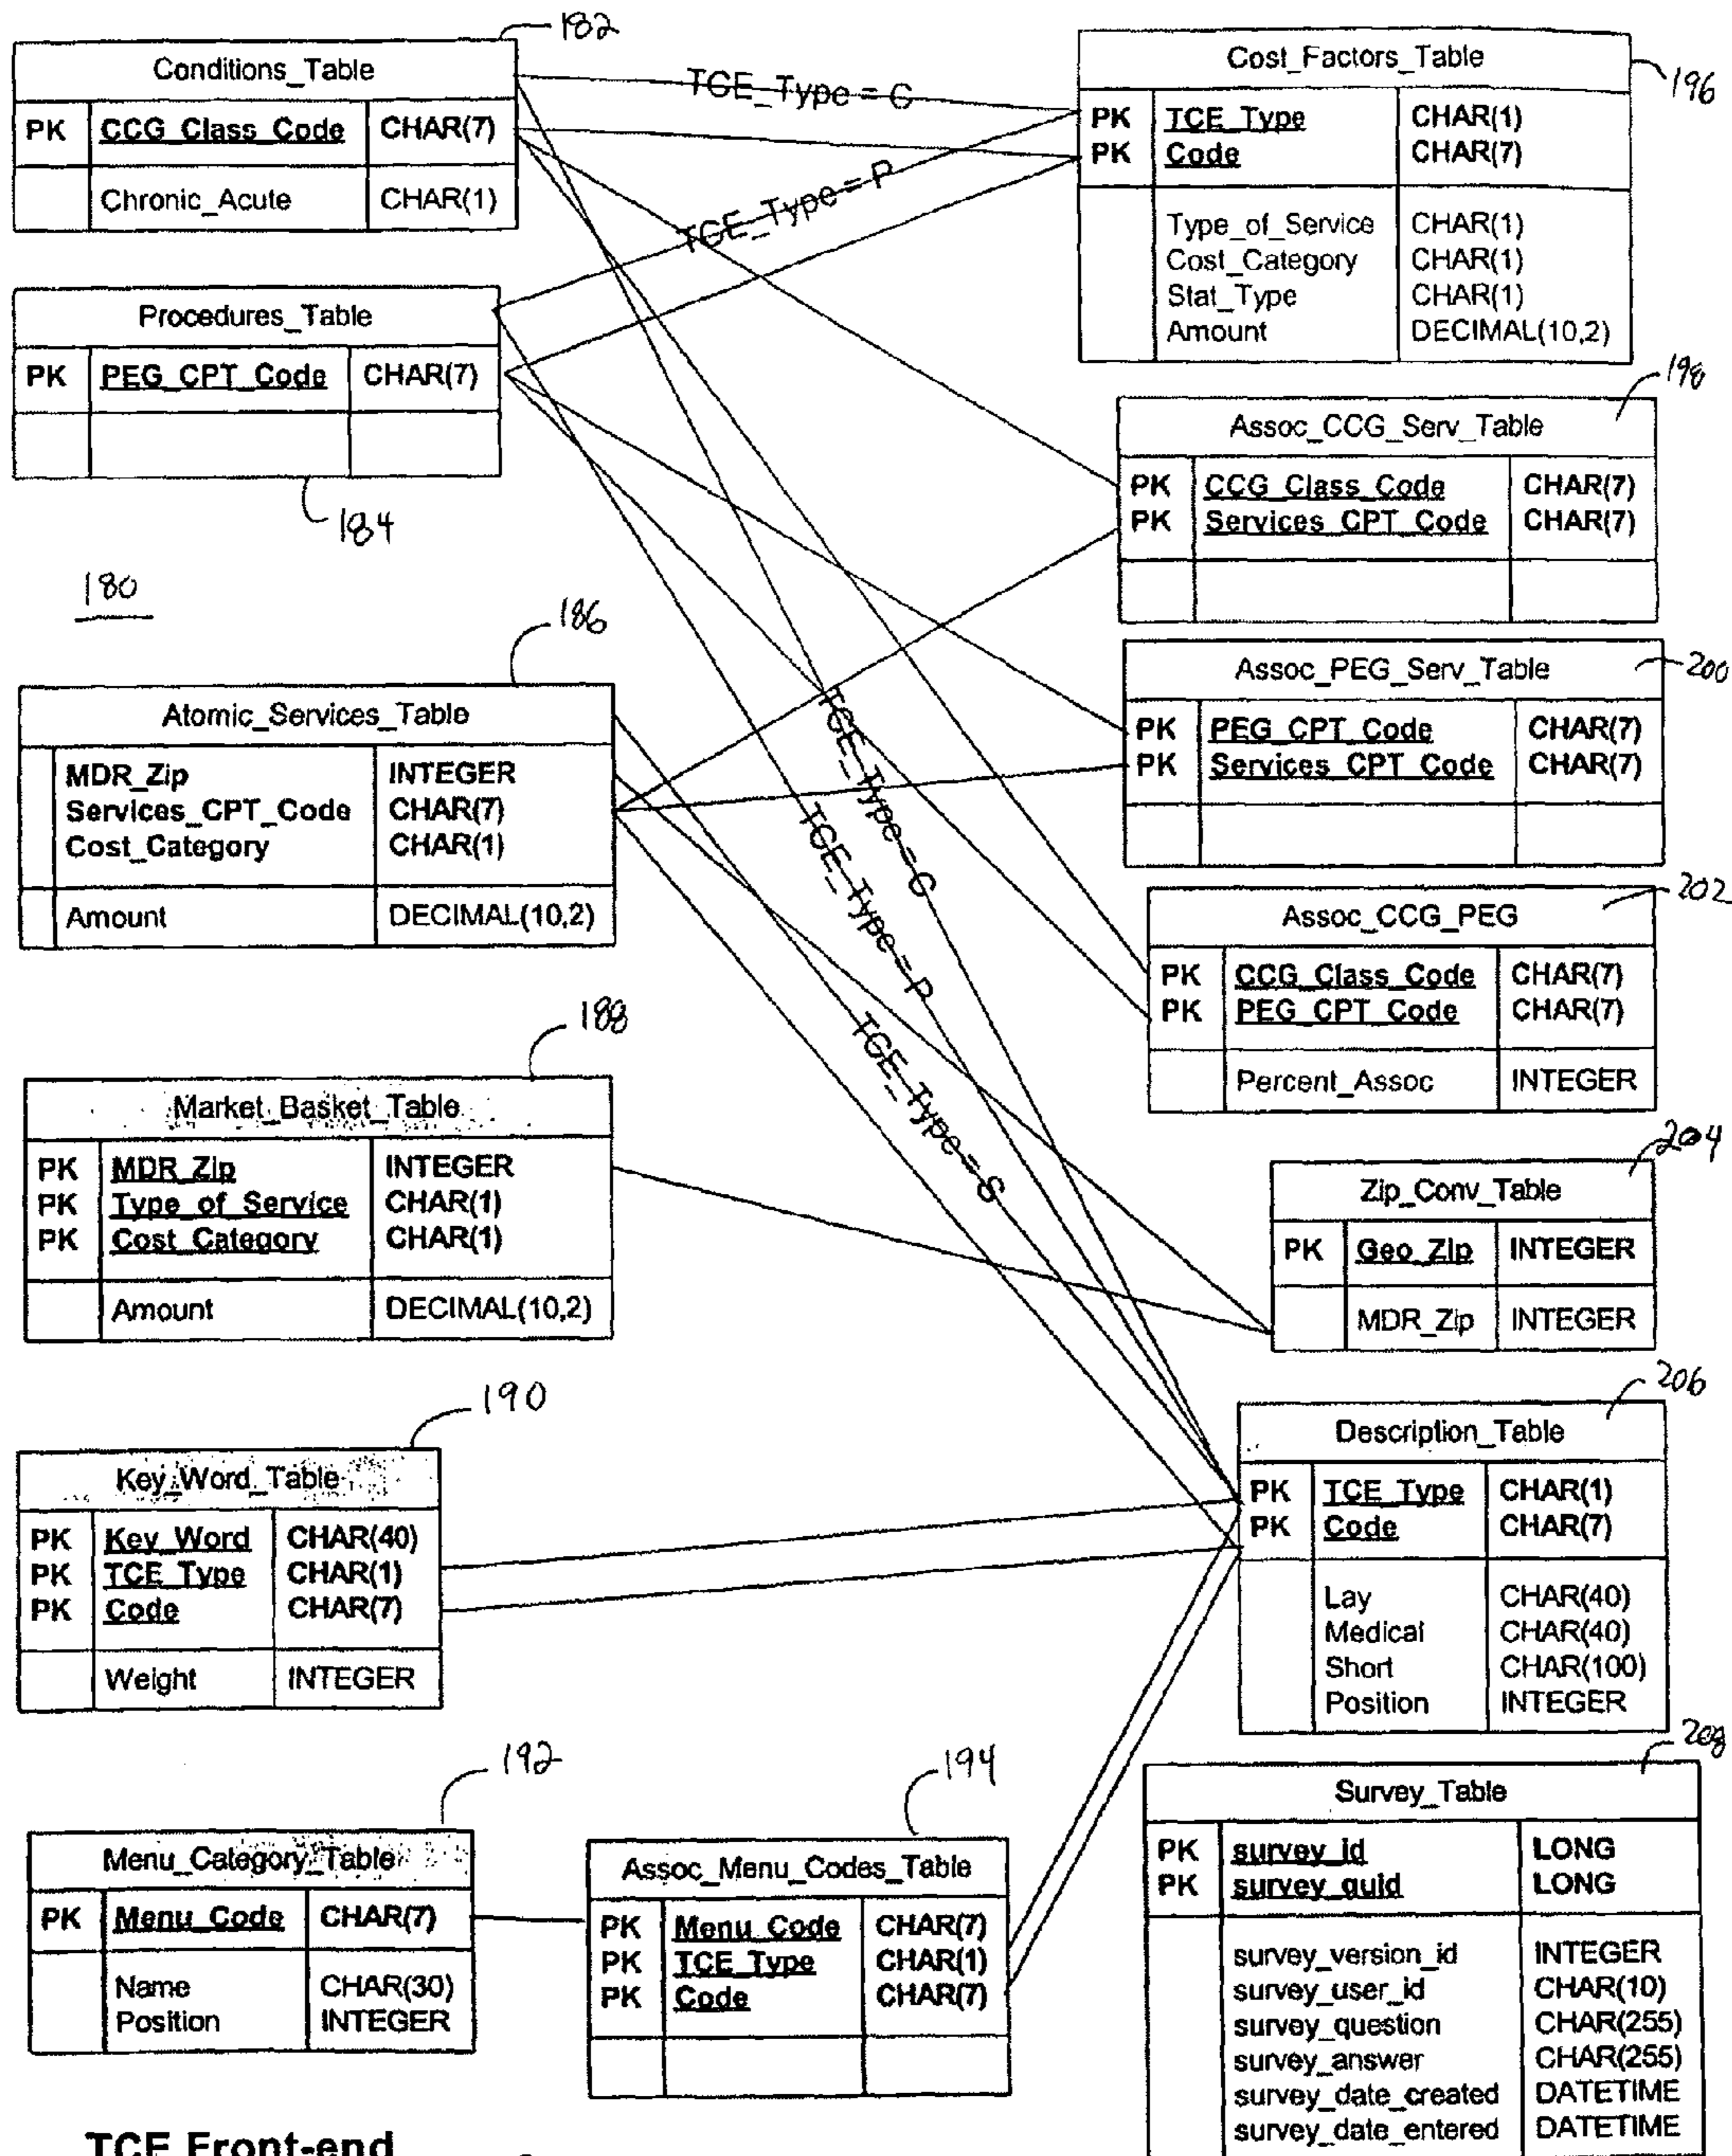 182
Conditions_Table
PK CCG_Class_Code CHAR(7)
Chronic_Acute CHAR(1)
TCE_Type = C
Cost_Factors_Table
196
PK TCE_Type CHAR(1)
PK Code CHAR(7)
Type_of_Service CHAR(1)
Cost_Category CHAR(1)
Stat_Type CHAR(1)
Amount DECIMAL(10,2)
TCE_Type = P
Procedures_Table
PK PEG_CPT_Code CHAR(7)
184
198
Assoc_CCG_Serv_Table
PK CCG_Class_Code CHAR(7)
PK Services_CPT_Code CHAR(7)
180
186
Atomic_Services_Table
MDR_Zip INTEGER
Services_CPT_Code CHAR(7)
Cost_Category CHAR(1)
Amount DECIMAL(10,2)
Assoc_PEG_Serv_Table
200
PK PEG_CPT_Code CHAR(7)
PK Services_CPT_Code CHAR(7)
TCE_Type = C
TCE_Type = P
TCE_Type = S
202
Assoc_CCG_PEG
PK CCG_Class_Code CHAR(7)
PK PEG_CPT_Code CHAR(7)
Percent_Assoc INTEGER
188
Market_Basket_Table
PK MDR_Zip INTEGER
PK Type_of_Service CHAR(1)
PK Cost_Category CHAR(1)
Amount DECIMAL(10,2)
204
Zip_Conv_Table
PK Geo_Zip INTEGER
MDR_Zip INTEGER
190
Key_Word_Table
PK Key_Word CHAR(40)
PK TCE_Type CHAR(1)
PK Code CHAR(7)
Weight INTEGER
206
Description_Table
PK TCE_Type CHAR(1)
PK Code CHAR(7)
Lay CHAR(40)
Medical CHAR(40)
Short CHAR(100)
Position INTEGER
192
Menu_Category_Table
PK Menu_Code CHAR(7)
Name CHAR(30)
Position INTEGER
194
Assoc_Menu_Codes_Table
PK Menu_Code CHAR(7)
PK TCE_Type CHAR(1)
PK Code CHAR(7)
208
Survey_Table
PK survey_id LONG
PK survey_guid LONG
survey_version_id INTEGER
survey_user_id CHAR(10)
survey_question CHAR(255)
survey_answer CHAR(255)
survey_date_created DATETIME
survey_date_entered DATETIME
TCE Front-end